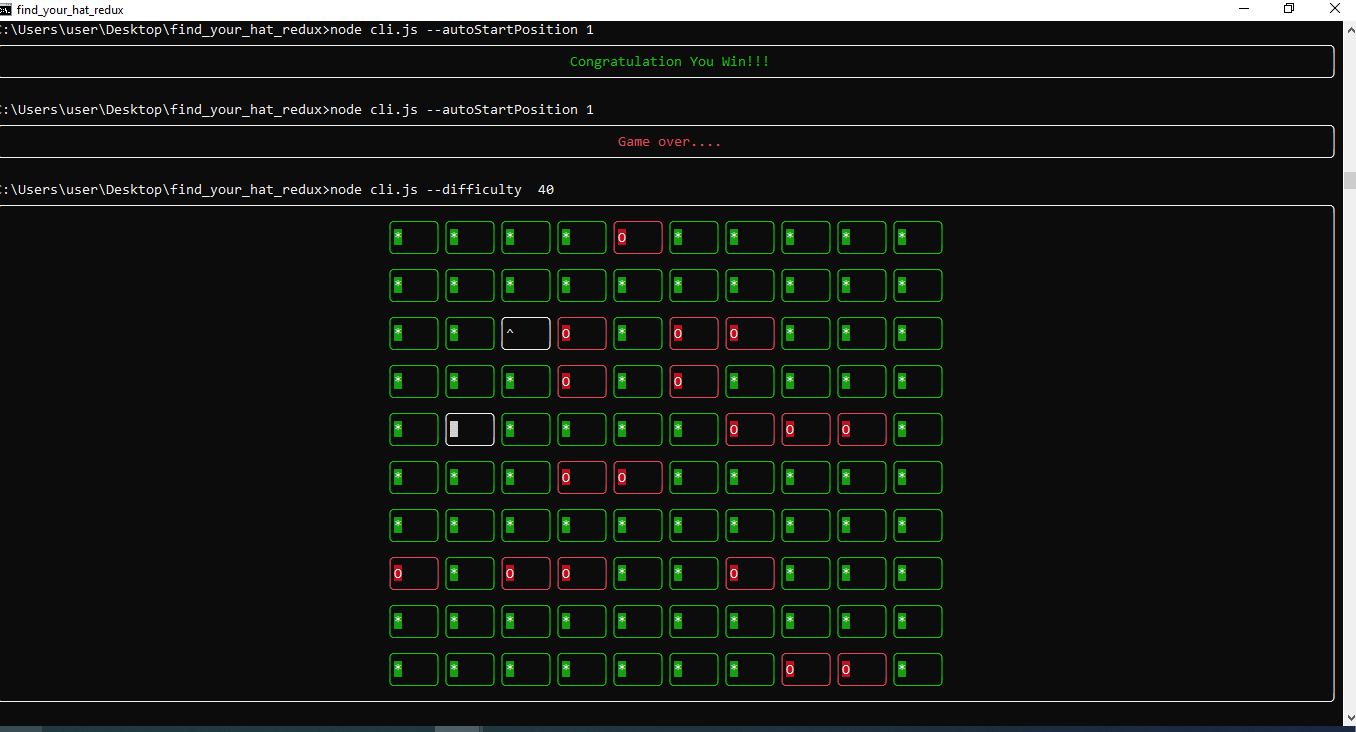 find_your_hat_redux
C:\Users\user\Desktop\find_your_hat_redux>node cli.js --autoStartPosition 1
Congratulation You Win!!!
C:\Users\user\Desktop\find_your_hat_redux>node cli.js --autoStartPosition 1
Game over....
C:\Users\user\Desktop\find_your_hat_redux>node cli.js --difficulty  40
* * * * O * * * * *
* * * * * * * * * *
* * ^ O * O O * * *
* * * O * O * * * *
* * * * * O O O *
* * * O O * * * * *
* * * * * * * * * *
O * O O * * O * * *
* * * * * * * * * *
* * * * * * * O O *